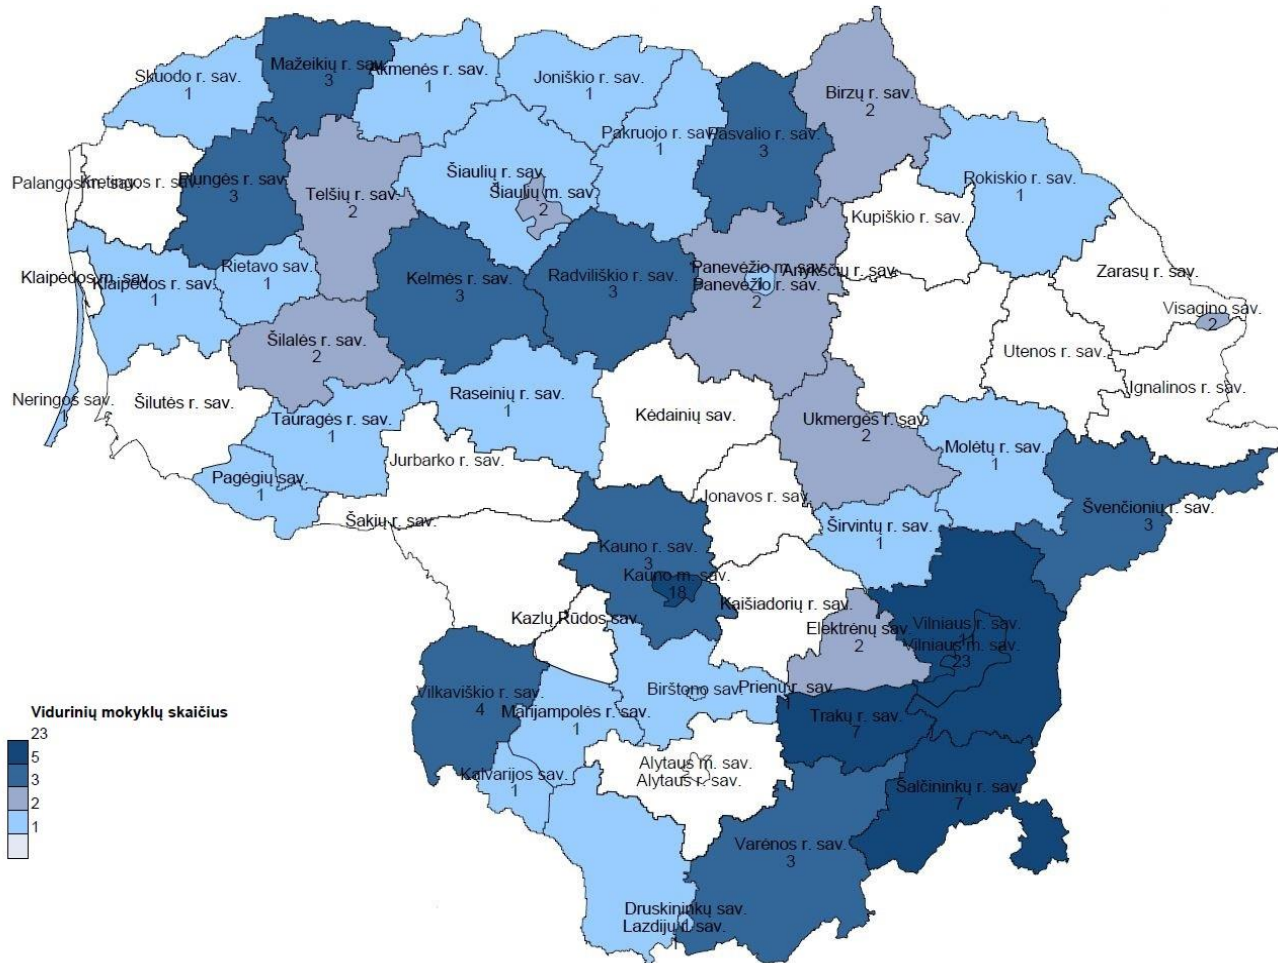 Mažeikių r. sav.
3
Skuodo r. sav.
1
Akmenės r. sav.
1
Joniškio r. sav.
1
Birzų r. sav.
2
Pakruojo r. sav.
1
Pasvalio r. sav.
3
Palangos m. sav.
Kretingos r. sav.
Plungės r. sav.
3
Telšių r. sav.
2
Šiaulių r. sav.
Šiaulių m. sav.
2
Rokiskio r. sav.
1
Kupiškio r. sav.
Klaipėdos m. sav.
Klaipėdos r. sav.
1
Rietavo sav.
1
Kelmės r. sav.
3
Radviliškio r. sav.
3
Panevėžio m. sav.
1
Panevėžio r. sav.
2
Anykščių r. sav.
Zarasų r. sav.
Visagino sav.
2
Šilalės r. sav.
2
Utenos r. sav.
Ignalinos r. sav.
Neringos sav.
1
Šilutės r. sav.
Raseinių r. sav.
1
Tauragės r. sav.
1
Kėdainių sav.
Ukmergės r. sav.
2
Molėtų r. sav.
1
Jurbarko r. sav.
Pagėgių sav.
1
Jonavos r. sav.
Švenčionių r. sav.
3
Šakių r. sav.
Širvintų r. sav.
1
Kauno r. sav.
3
Kauno m. sav.
18
Kaišiadorių r. sav.
Kazlų Rūdos sav.
Elektrėnų sav.
2
Vilniaus r. sav.
11
Vilniaus m. sav.
23
Vilkaviškio r. sav.
4
Birštono sav.
Prienų r. sav.
1
Marijampolės r. sav.
1
Trakų r. sav.
7
Alytaus m. sav.
Alytaus r. sav.
Kalvarijos sav.
1
Šalčininkų r. sav.
7
Varėnos r. sav.
3
Druskininkų sav.
1
Lazdijų r. sav.
1
Vidurinių mokyklų skaičius
23
5
3
2
1